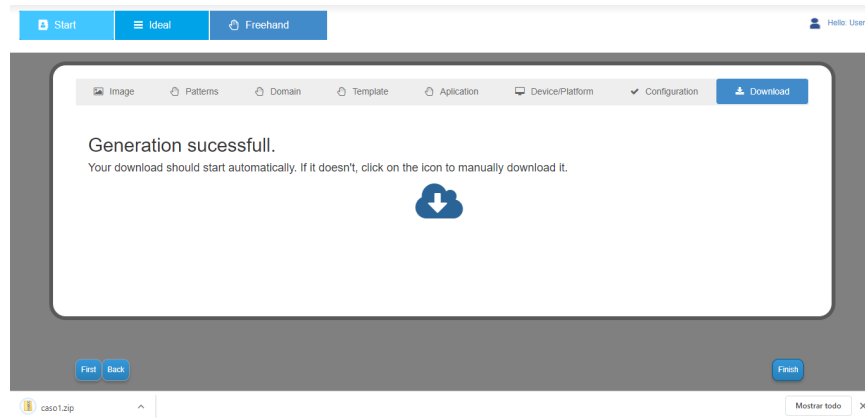 Start Ideal Freehand Hello: User
Image Patterns Domain Template Aplication Device/Platform Configuration Download
Generation sucessfull.
Your download should start automatically. If it doesn't, click on the icon to manually download it.
First Back Finish
caso1.zip Mostrar todo